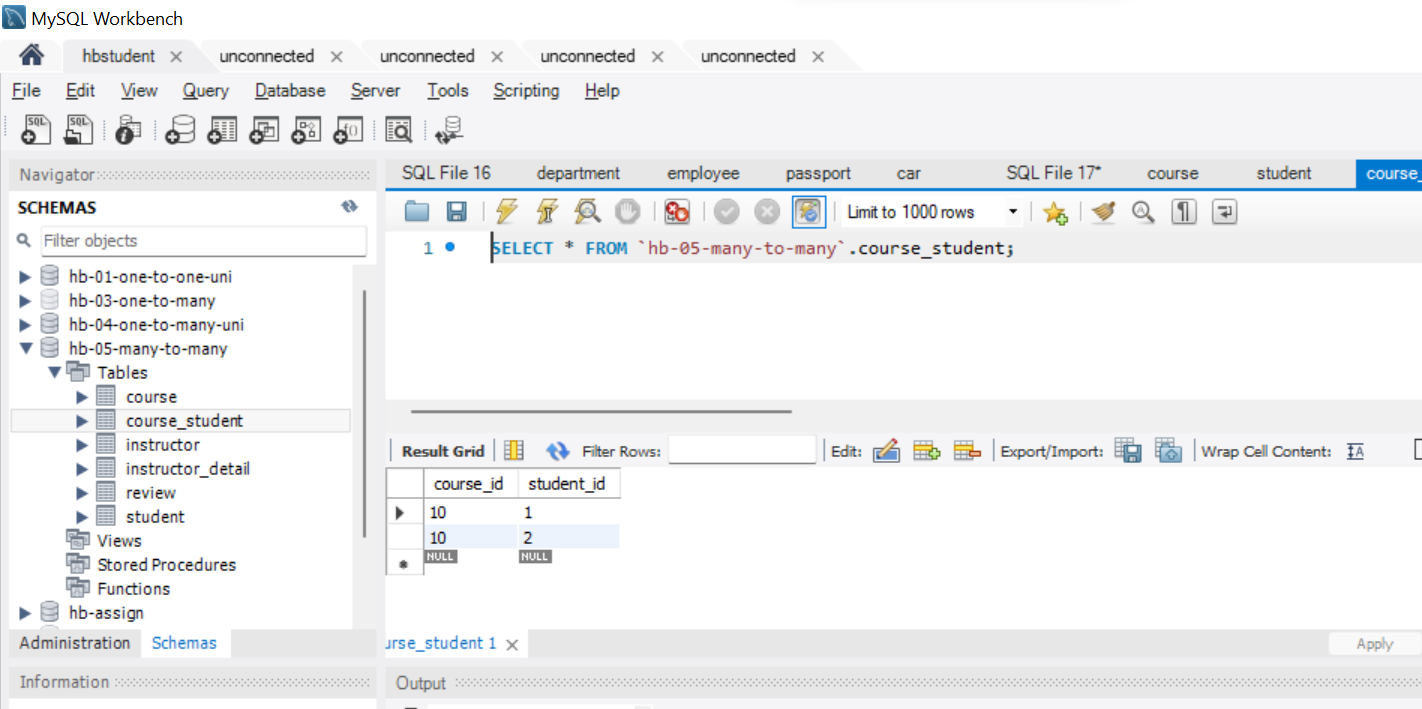 MySQL Workbench
hbstudent unconnected unconnected unconnected unconnected
File Edit View Query Database Server Tools Scripting Help
SQL SQL
Navigator
SCHEMAS
Filter objects
hb-01-one-to-one-uni
hb-03-one-to-many
hb-04-one-to-many-uni
hb-05-many-to-many
Tables
course
course_student
instructor
instructor_detail
review
student
Views
Stored Procedures
Functions
hb-assign
Administration Schemas
Information
SQL File 16 department employee passport car SQL File 17* course student course_
Limit to 1000 rows
1 SELECT * FROM `hb-05-many-to-many`.course_student;
Result Grid Filter Rows: Edit: Export/Import: Wrap Cell Content:
course_id student_id
10 1
10 2
NULL NULL
urse_student 1 Apply
Output